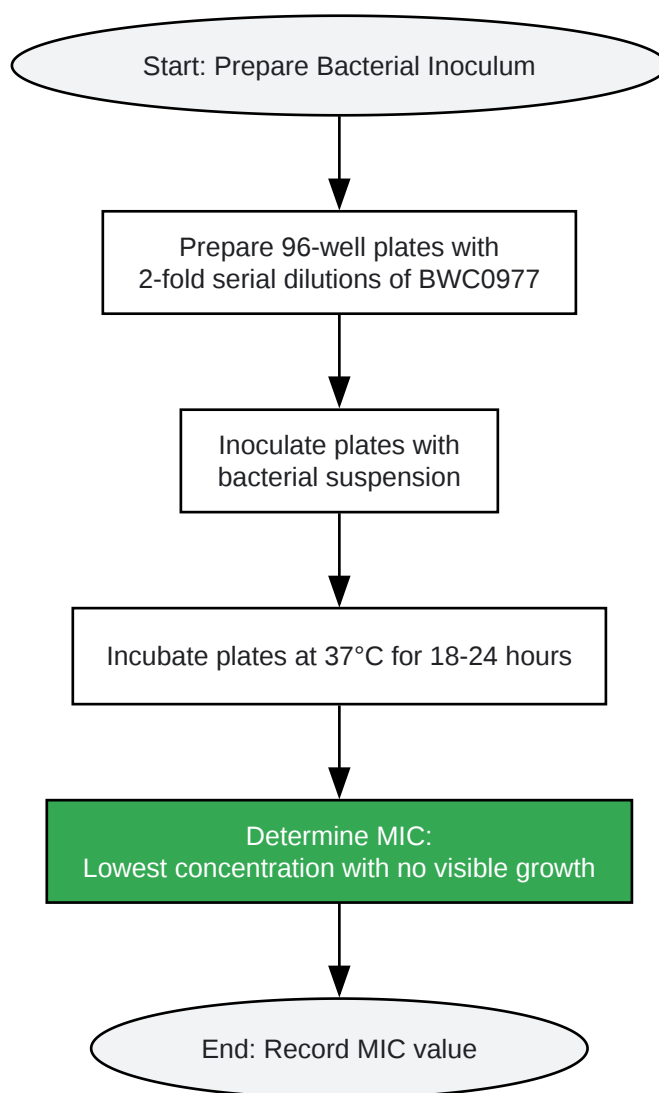 Start: Prepare Bacterial Inoculum
Prepare 96-well plates with
2-fold serial dilutions of BWC0977
Inoculate plates with
bacterial suspension
Incubate plates at 37°C for 18-24 hours
Determine MIC:
Lowest concentration with no visible growth
End: Record MIC value